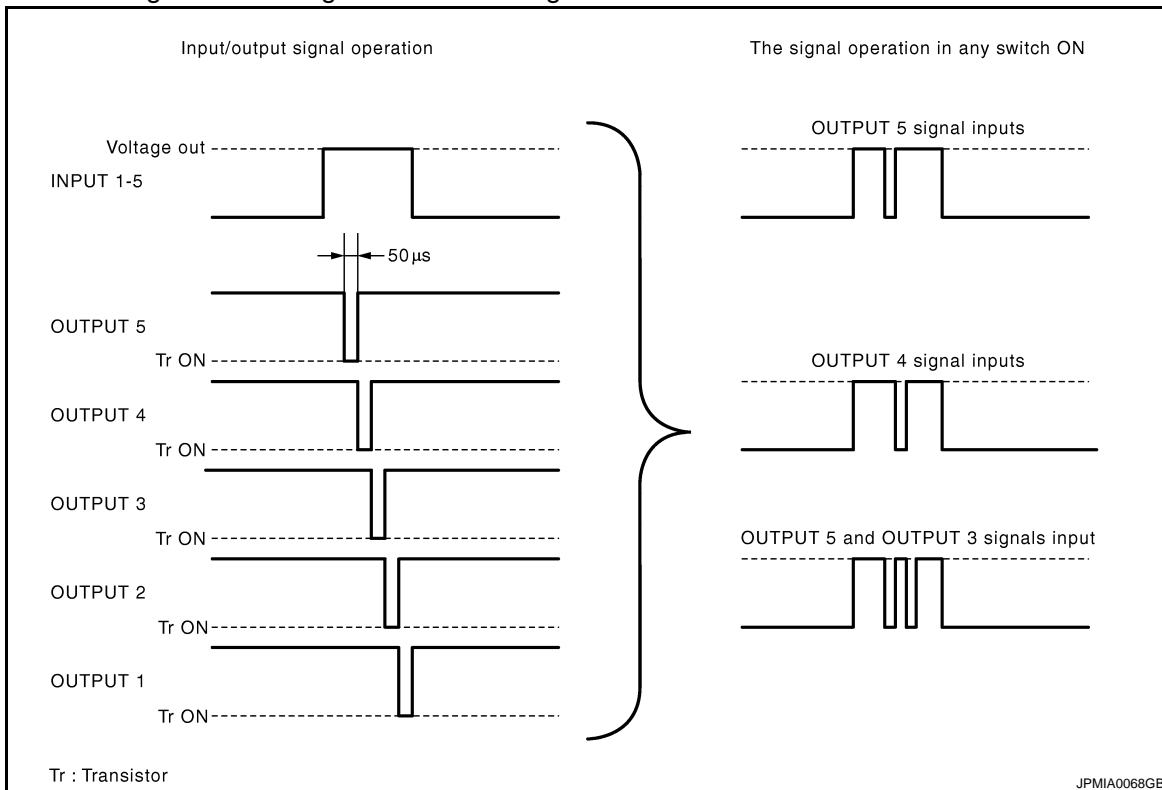 Input/output signal operation
The signal operation in any switch ON
Voltage out
INPUT 1-5
50 µs
OUTPUT 5
Tr ON
OUTPUT 4
Tr ON
OUTPUT 3
Tr ON
OUTPUT 2
Tr ON
OUTPUT 1
Tr ON
OUTPUT 5 signal inputs
OUTPUT 4 signal inputs
OUTPUT 5 and OUTPUT 3 signals input
Tr : Transistor
JPMIA0068GB